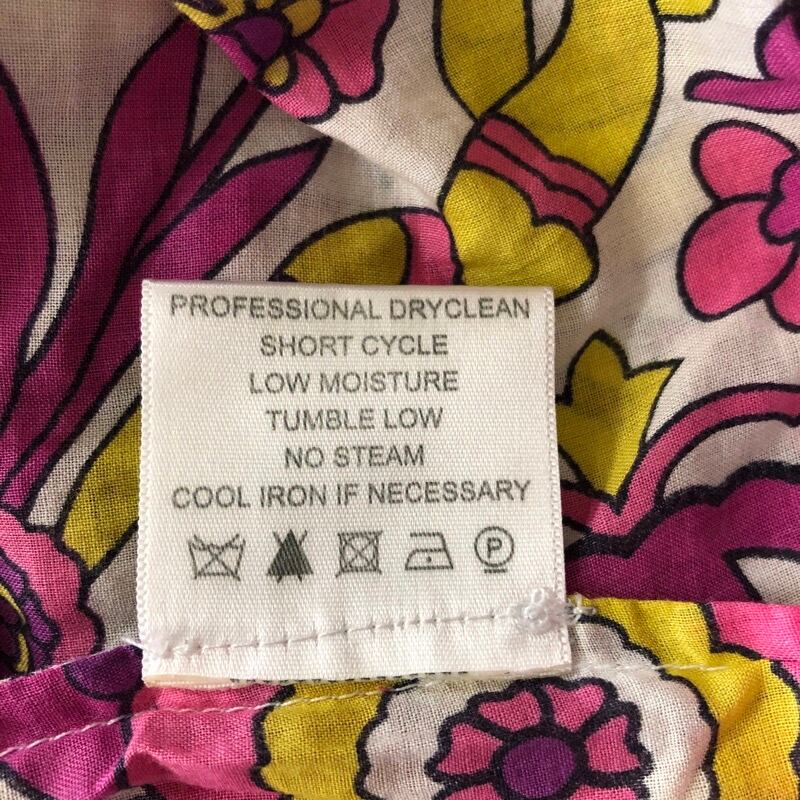 PROFESSIONAL DRYCLEAN
SHORT CYCLE
LOW MOISTURE
TUMBLE LOW
NO STEAM
COOL IRON IF NECESSARY
P